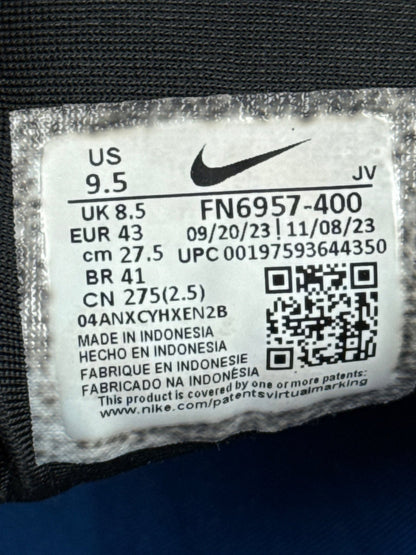 US
9.5
JV
UK 8.5 FN6957-400
EUR 43 09/20/23 | 11/08/23
cm 27.5 UPC 00197593644350
BR 41
CN 275(2.5)
04ANXCYHXEN2B
MADE IN INDONESIA
HECHO EN INDONESIA
FABRIQUE EN INDONESIE
FABRICADO NA INDONÉSIA
This product is covered by one or more patents:
www.nike.com/patentsvirtualmarking